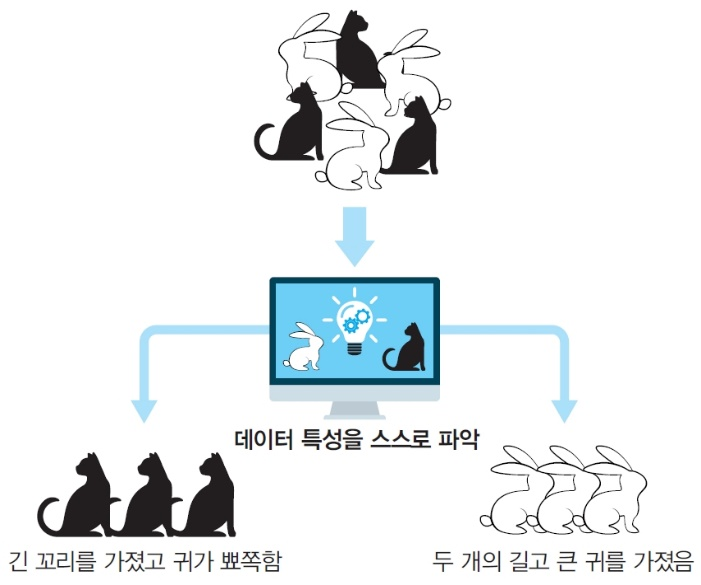 데이터 특성을 스스로 파악
긴 꼬리를 가졌고 귀가 뾰쪽함
두 개의 길고 큰 귀를 가졌음